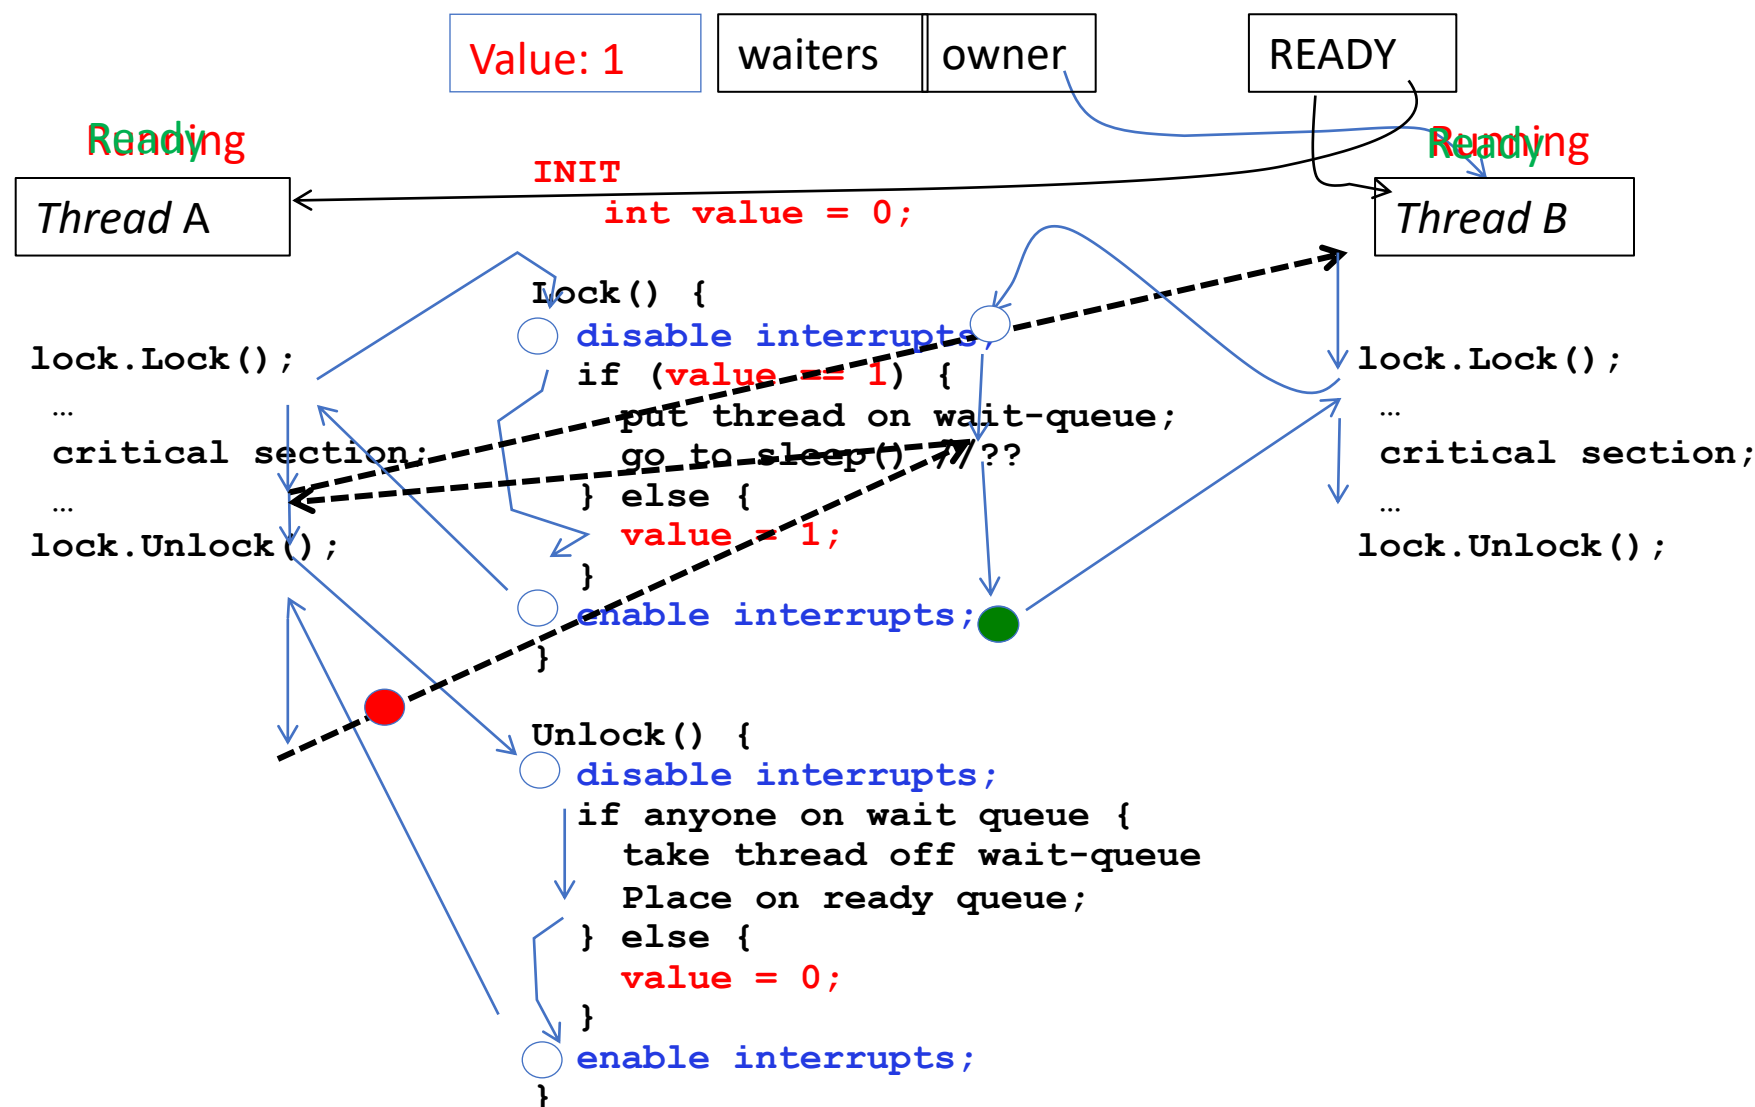 Value: 1
waiters
owner
READY
Running
Ready
Running
Ready
Thread A
Thread B
INIT
int value = 0;
Lock() {
disable interrupts;
if (value == 1) {
put thread on wait-queue;
go to sleep() //??
} else {
value = 1;
}
enable interrupts;
}
lock.Lock();
…
critical section;
…
lock.Unlock();
lock.Lock();
…
critical section;
…
lock.Unlock();
Unlock() {
disable interrupts;
if anyone on wait queue {
take thread off wait-queue
Place on ready queue;
} else {
value = 0;
}
enable interrupts;
}